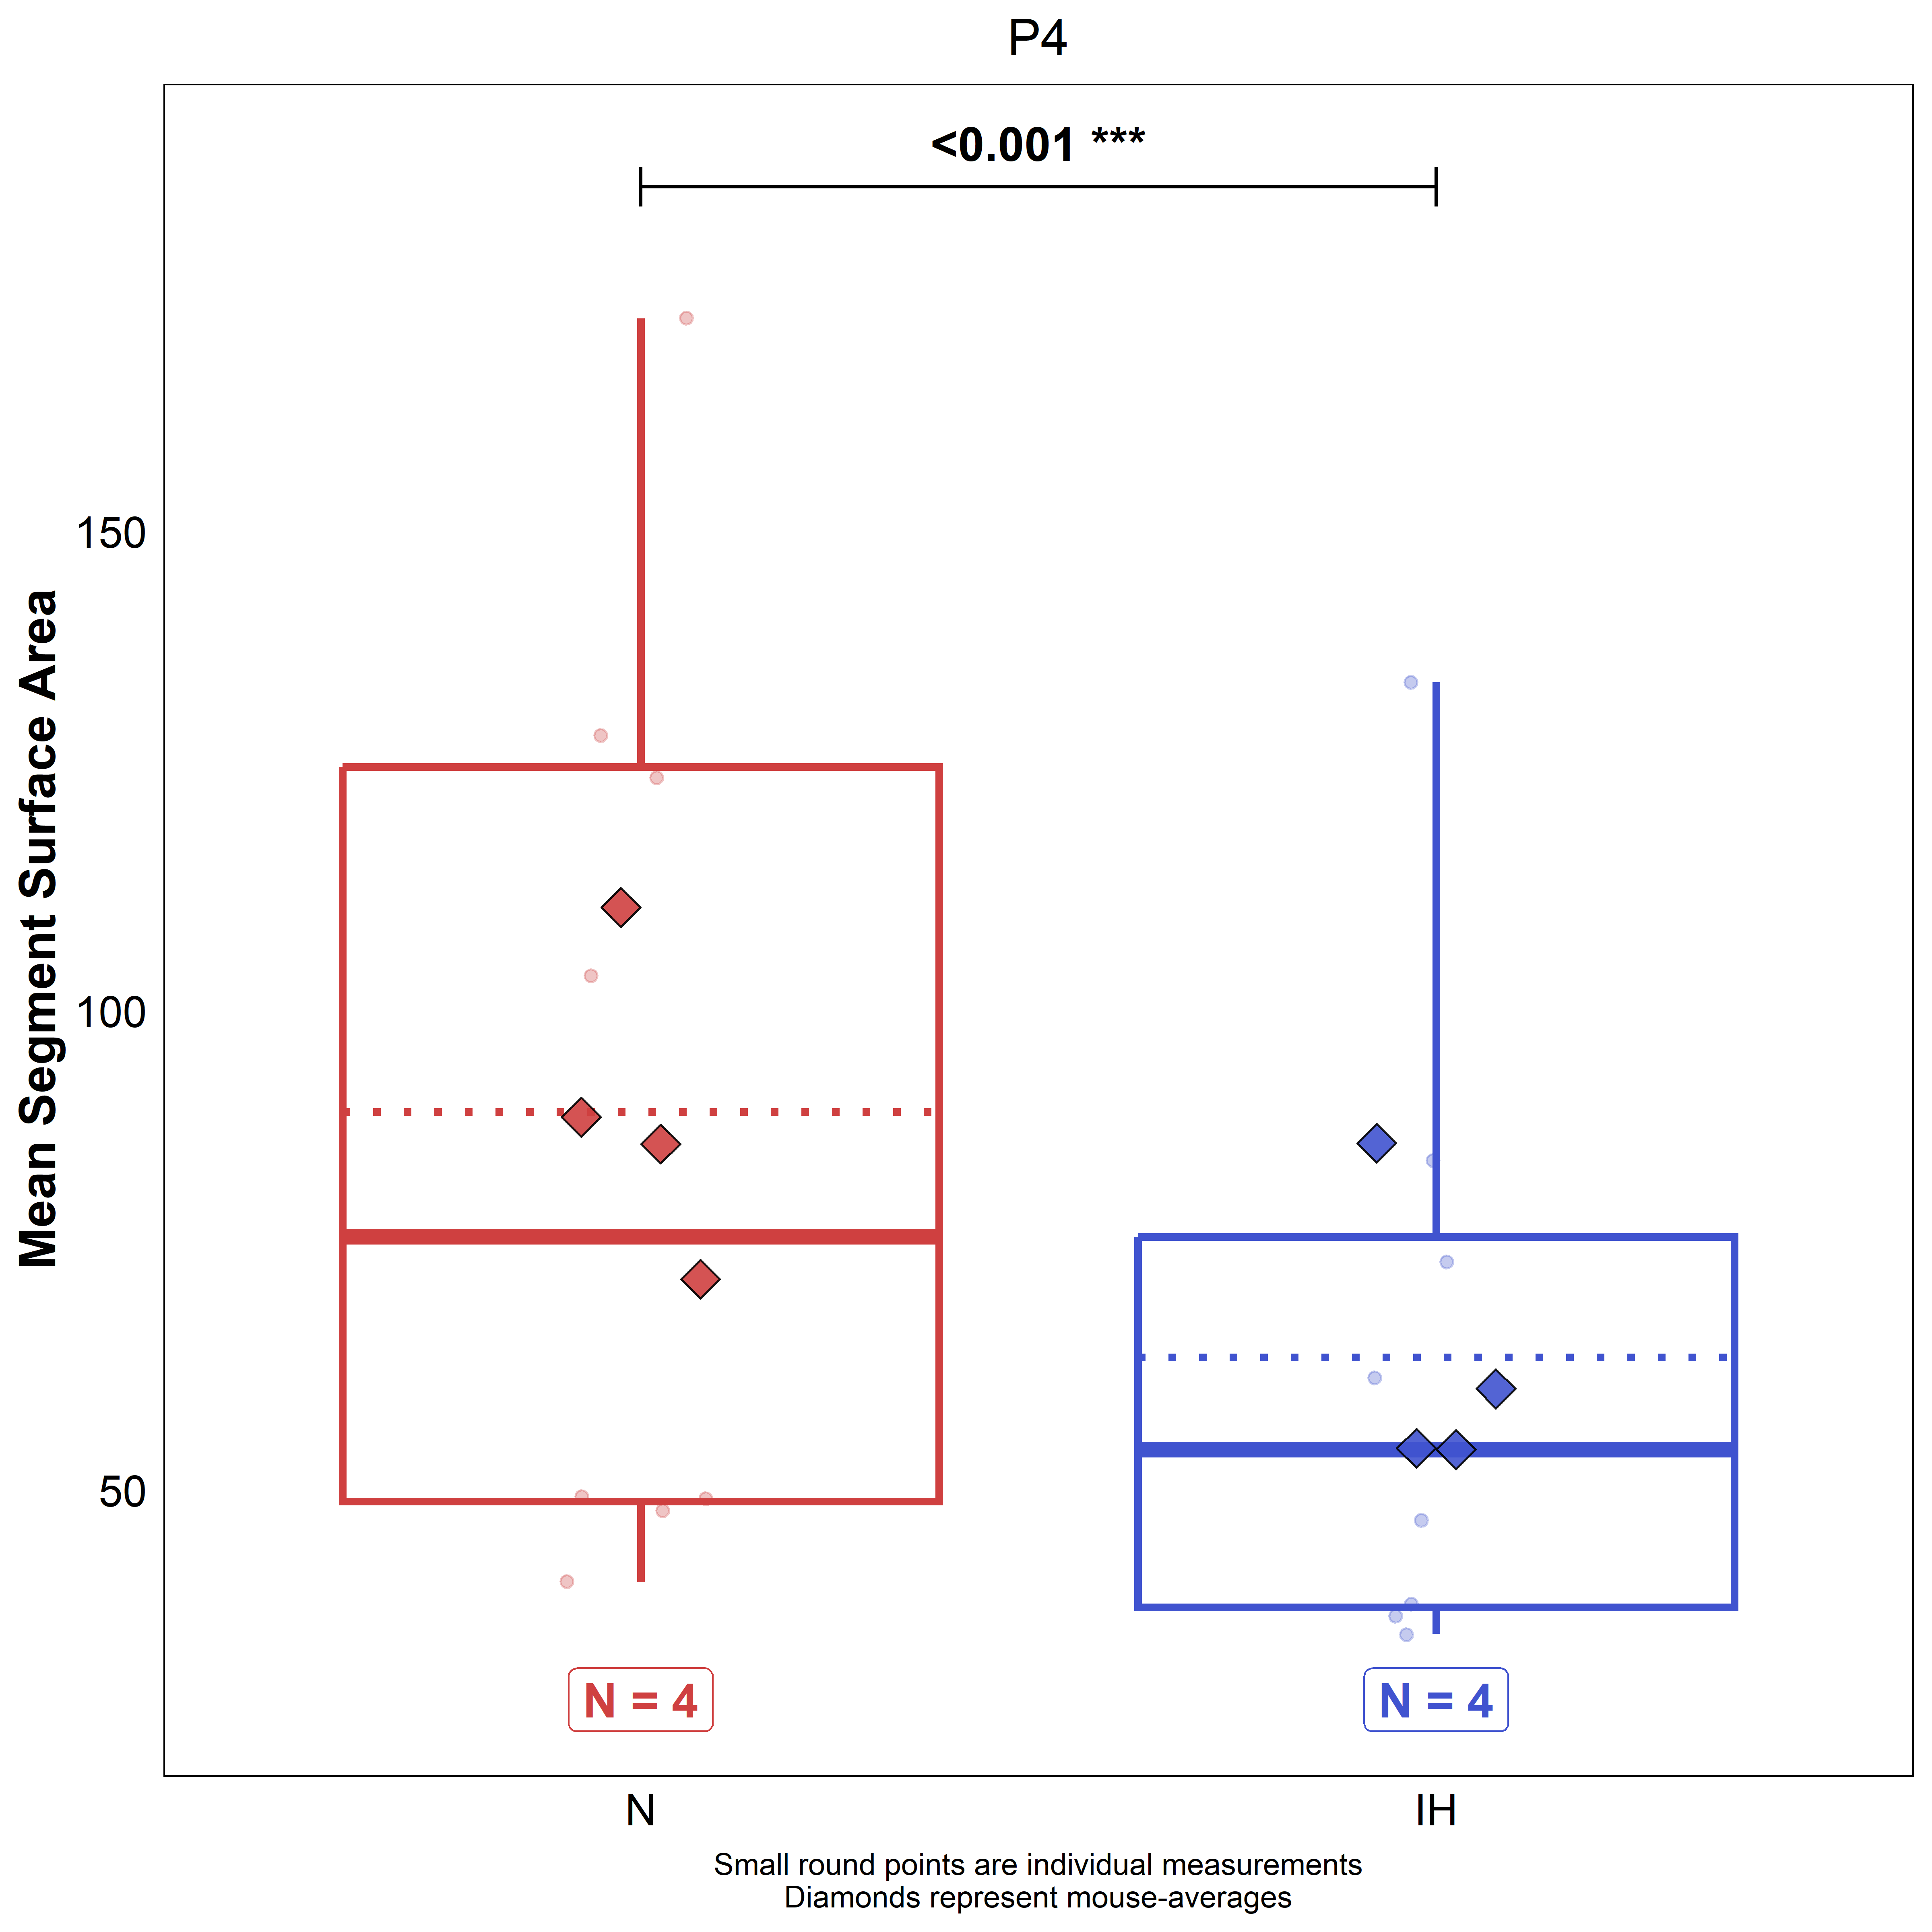 P4
<0.001 ***
Mean Segment Surface Area
150
100
50
N = 4
N = 4
N
IH
Small round points are individual measurements
Diamonds represent mouse-averages